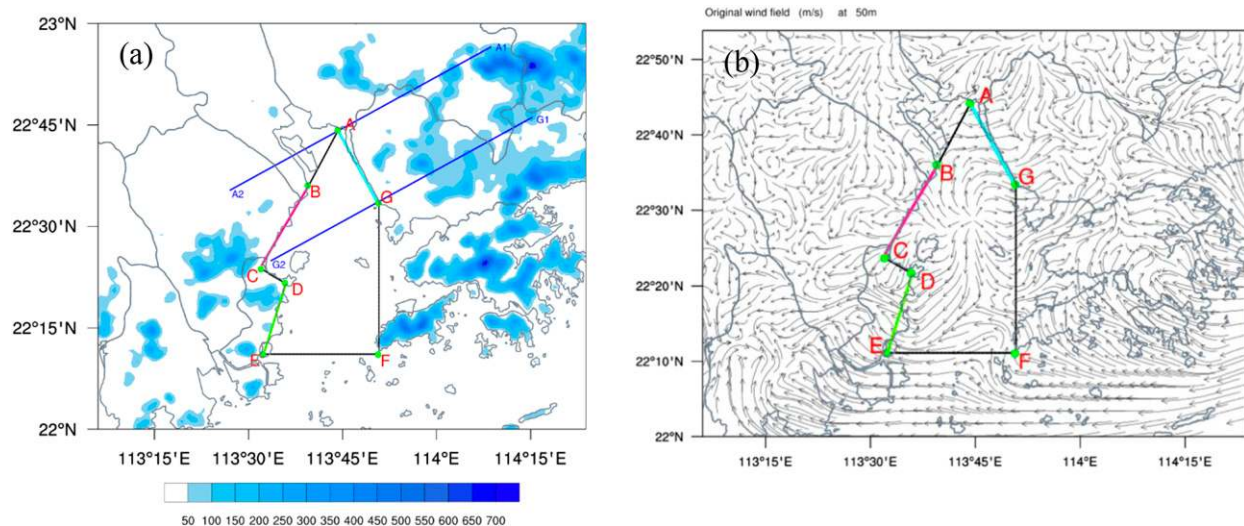 (a)
23°N
22°45'N
22°30'N
22°15'N
22°N
113°15'E
113°30'E
113°45'E
114°E
114°15'E
A1
A
G1
A2
B
G
G2
C
D
E
F
50 100 150 200 250 300 350 400 450 500 550 600 650 700
Original wind field (m/s) at 50m
(b)
22°50'N
22°40'N
22°30'N
22°20'N
22°10'N
22°N
113°15'E
113°30'E
113°45'E
114°E
114°15'E
A
B
G
C
D
E
F